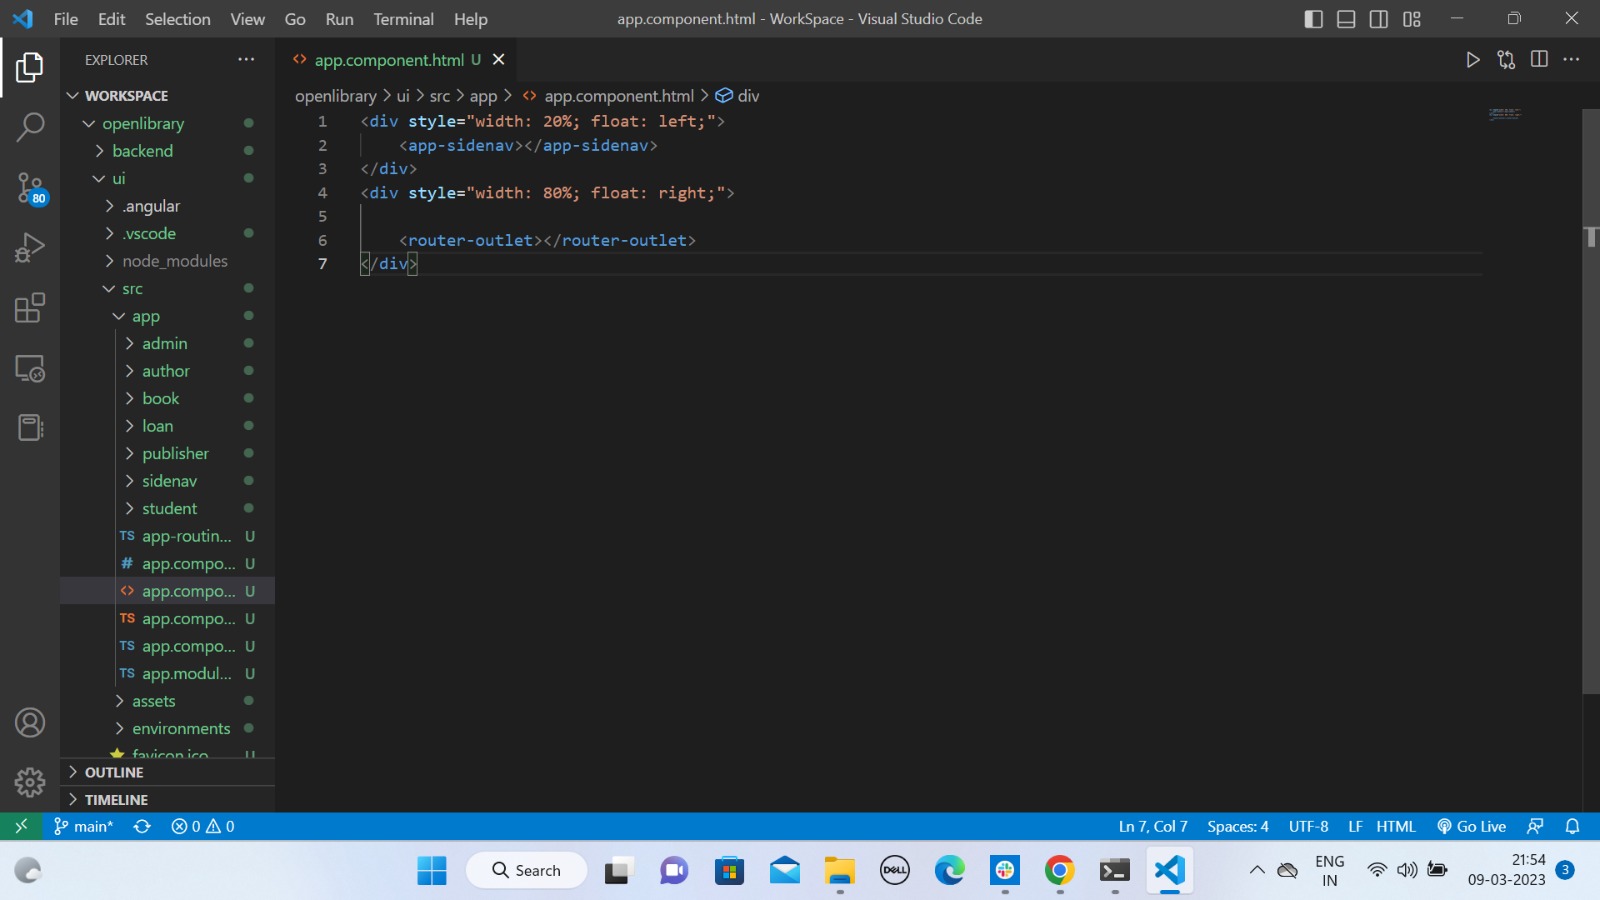 File Edit Selection View Go Run Terminal Help
app.component.html - WorkSpace - Visual Studio Code
EXPLORER
WORKSPACE
openlibrary
backend
ui
.angular
.vscode
node_modules
src
app
admin
author
book
loan
publisher
sidenav
student
TS app-routin... U
# app.compo... U
<> app.compo... U
TS app.compo... U
TS app.compo... U
TS app.modul... U
assets
environments
favicon.ico U
OUTLINE
TIMELINE
80
<> app.component.html U
openlibrary > ui > src > app > <> app.component.html > div
1 <div style="width: 20%; float: left;">
2     <app-sidenav></app-sidenav>
3 </div>
4 <div style="width: 80%; float: right;">
5
6     <router-outlet></router-outlet>
7 </div>
main* 0 0
Ln 7, Col 7 Spaces: 4 UTF-8 LF HTML Go Live
Search
DELL
ENG
IN
21:54
09-03-2023
3